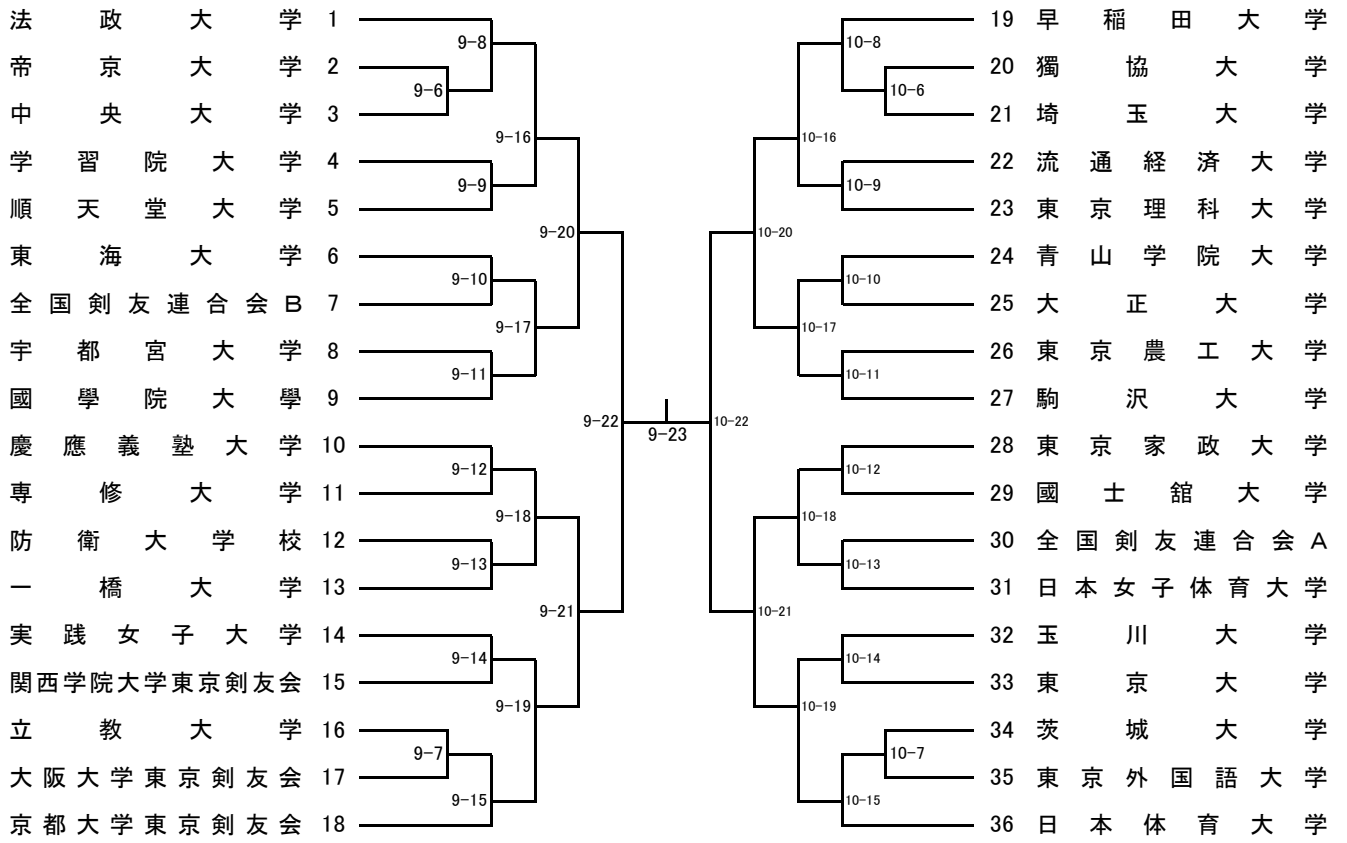 法政大学 1
帝京大学 2
中央大学 3
学習院大学 4
順天堂大学 5
東海大学 6
全国剣友連合会B 7
宇都宮大学 8
國學院大學 9
慶應義塾大学 10
専修大学 11
防衛大学校 12
一橋大学 13
実践女子大学 14
関西学院大学東京剣友会 15
立教大学 16
大阪大学東京剣友会 17
京都大学東京剣友会 18
9-8
9-6
9-16
9-9
9-20
9-10
9-17
9-11
9-22
9-12
9-18
9-13
9-21
9-14
9-19
9-7
9-15
9-23
10-8
10-6
10-16
10-9
10-20
10-10
10-17
10-11
10-22
10-12
10-18
10-13
10-21
10-14
10-19
10-7
10-15
19 早稲田大学
20 獨協大学
21 埼玉大学
22 流通経済大学
23 東京理科大学
24 青山学院大学
25 大正大学
26 東京農工大学
27 駒沢大学
28 東京家政大学
29 國士舘大学
30 全国剣友連合会A
31 日本女子体育大学
32 玉川大学
33 東京大学
34 茨城大学
35 東京外国語大学
36 日本体育大学